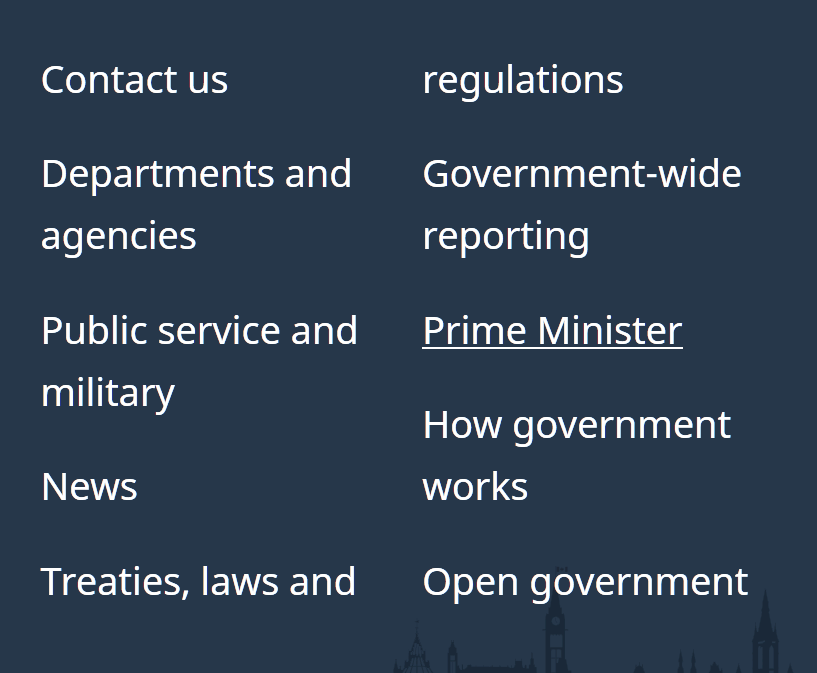 Contact us
Departments and
agencies
Public service and
military
News
Treaties, laws and
regulations
Government-wide
reporting
Prime Minister
How government
works
Open government